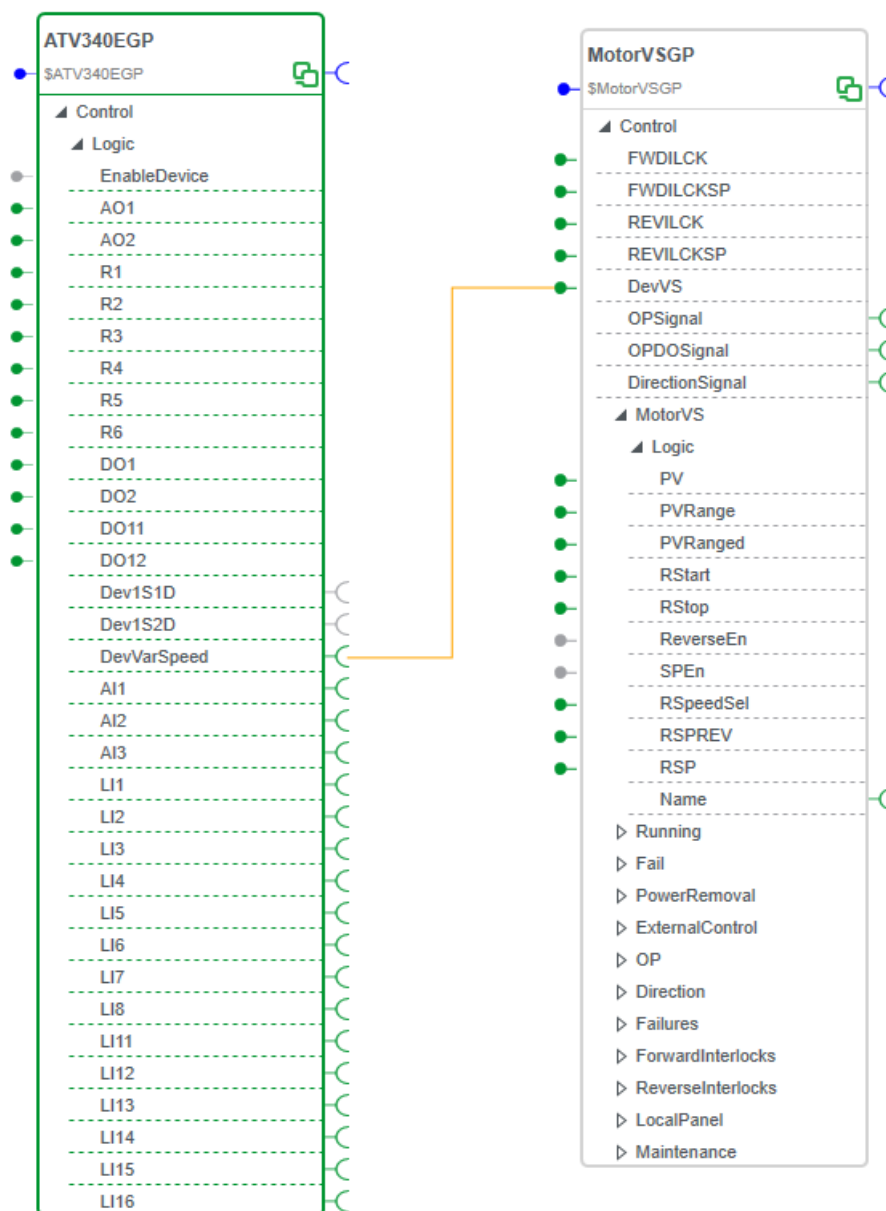 ATV340EGP
$ATV340EGP
Control
Logic
EnableDevice
AO1
AO2
R1
R2
R3
R4
R5
R6
DO1
DO2
DO11
DO12
Dev1S1D
Dev1S2D
DevVarSpeed
AI1
AI2
AI3
LI1
LI2
LI3
LI4
LI5
LI6
LI7
LI8
LI11
LI12
LI13
LI14
LI15
LI16
MotorVSGP
$MotorVSGP
Control
FWDILCK
FWDILCKSP
REVILCK
REVILCKSP
DevVS
OPSignal
OPDOSignal
DirectionSignal
MotorVS
Logic
PV
PVRange
PVRanged
RStart
RStop
ReverseEn
SPEn
RSpeedSel
RSPREV
RSP
Name
Running
Fail
PowerRemoval
ExternalControl
OP
Direction
Failures
ForwardInterlocks
ReverseInterlocks
LocalPanel
Maintenance